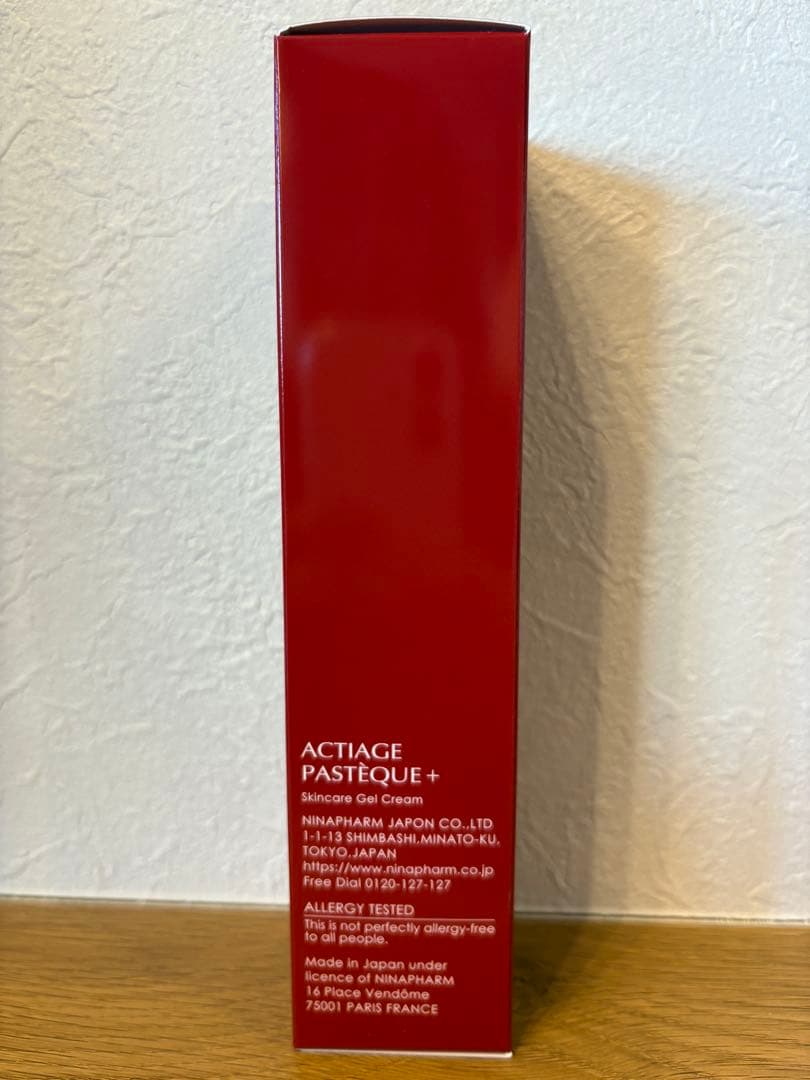 ACTIAGE
PASTÈQUE+
Skincare Gel Cream
NINAPHARM JAPON CO.,LTD
1-1-13 SHIMBASHI,MINATO-KU,
TOKYO,JAPAN
https://www.ninapharm.co.jp
Free Dial 0120-127-127
ALLERGY TESTED
This is not perfectly allergy-free
to all people.
Made in Japan under
licence of NINAPHARM
16 Place Vendôme
75001 PARIS FRANCE